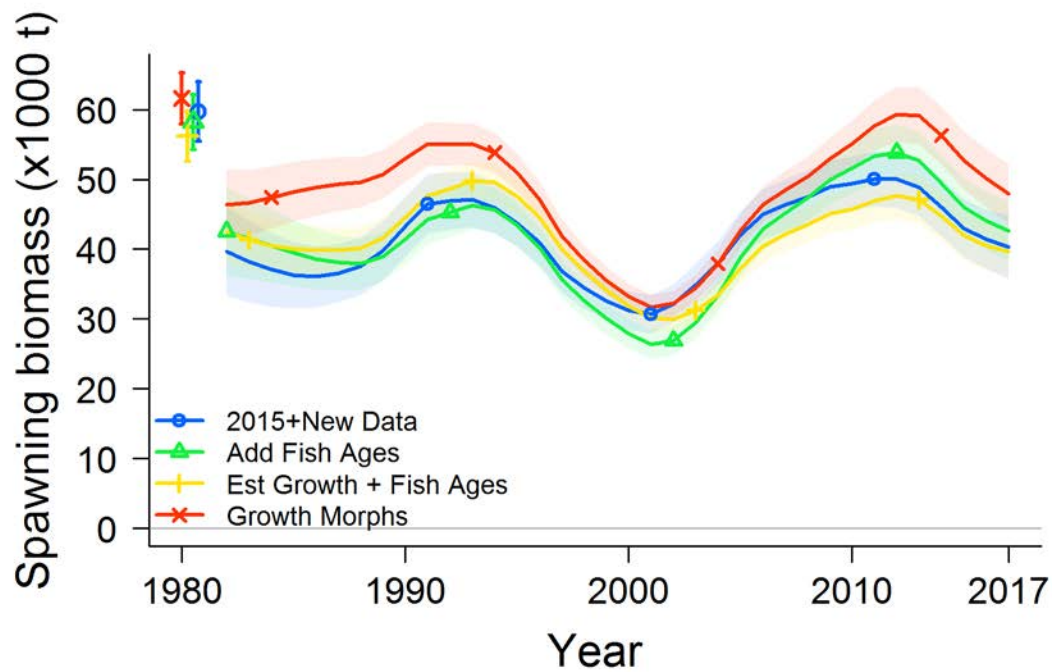 Spawning biomass (x1000 t)
60
50
40
30
20
10
0
2015+New Data
Add Fish Ages
Est Growth + Fish Ages
Growth Morphs
1980 1990 2000 2010 2017
Year